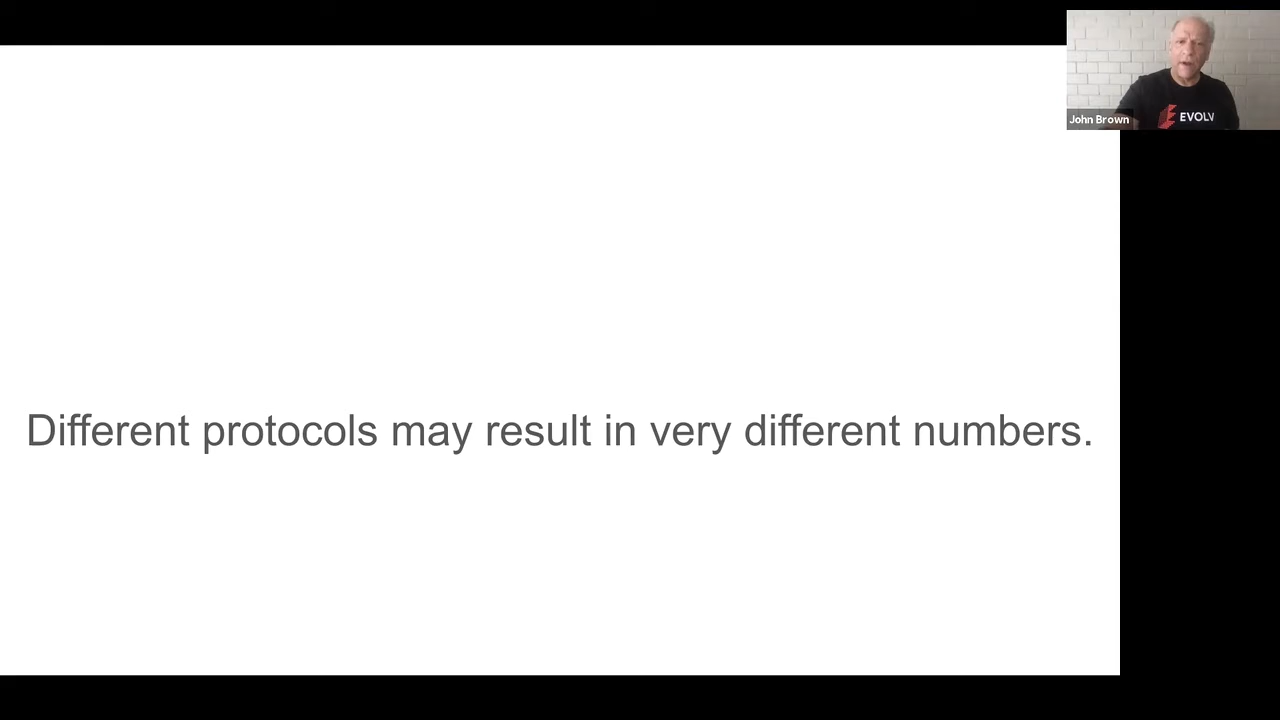 John Brown
EVOLV
Different protocols may result in very different numbers.